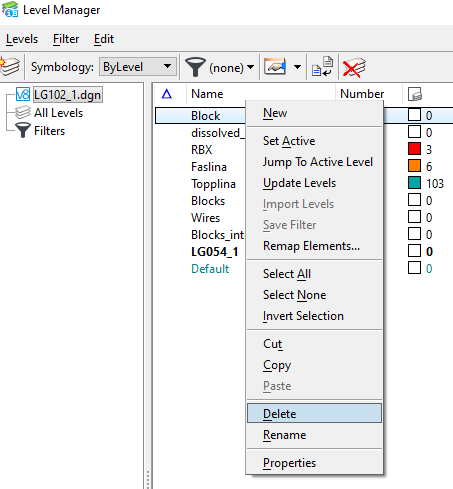 Level Manager
Levels Filter Edit
Symbology: ByLevel (none)
V8 LG102_1.dgn
All Levels
Filters
Name Number
Block 0
dissolved_ 0
RBX 3
Faslina 6
Topplina 103
Blocks 0
Wires 0
Blocks_int 0
LG054_1 0
Default 0
New
Set Active
Jump To Active Level
Update Levels
Import Levels
Save Filter
Remap Elements...
Select All
Select None
Invert Selection
Cut
Copy
Paste
Delete
Rename
Properties